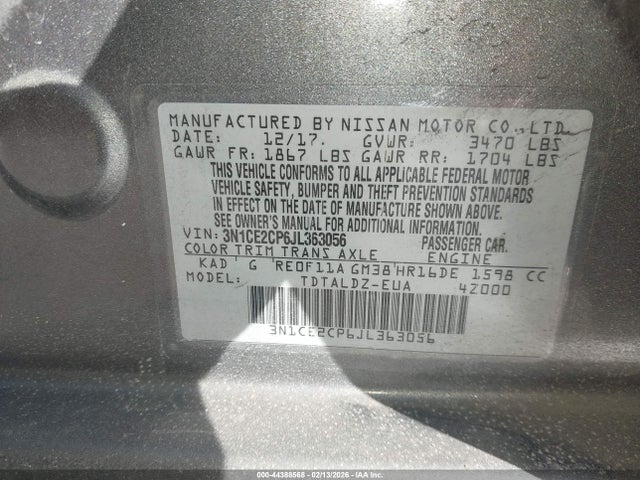 MANUFACTURED BY NISSAN MOTOR CO., LTD.
DATE: 12/17. GVWR: 3470 LBS
GAWR FR: 1867 LBS GAWR RR: 1704 LBS
THIS VEHICLE CONFORMS TO ALL APPLICABLE FEDERAL MOTOR
VEHICLE SAFETY, BUMPER AND THEFT PREVENTION STANDARDS
IN EFFECT ON THE DATE OF MANUFACTURE SHOWN ABOVE.
SEE OWNER'S MANUAL FOR ADDITIONAL INFORMATION.
VIN: 3N1CE2CP6JL363056 PASSENGER CAR.
COLOR TRIM TRANS AXLE ENGINE
KAD G RE0F11A GM38 HR16DE 1598 CC
MODEL: TDTALDZ-EUA 42000
3N1CE2CP6JL363056
000-44388568 - 02/13/2026 - IAA, Inc.